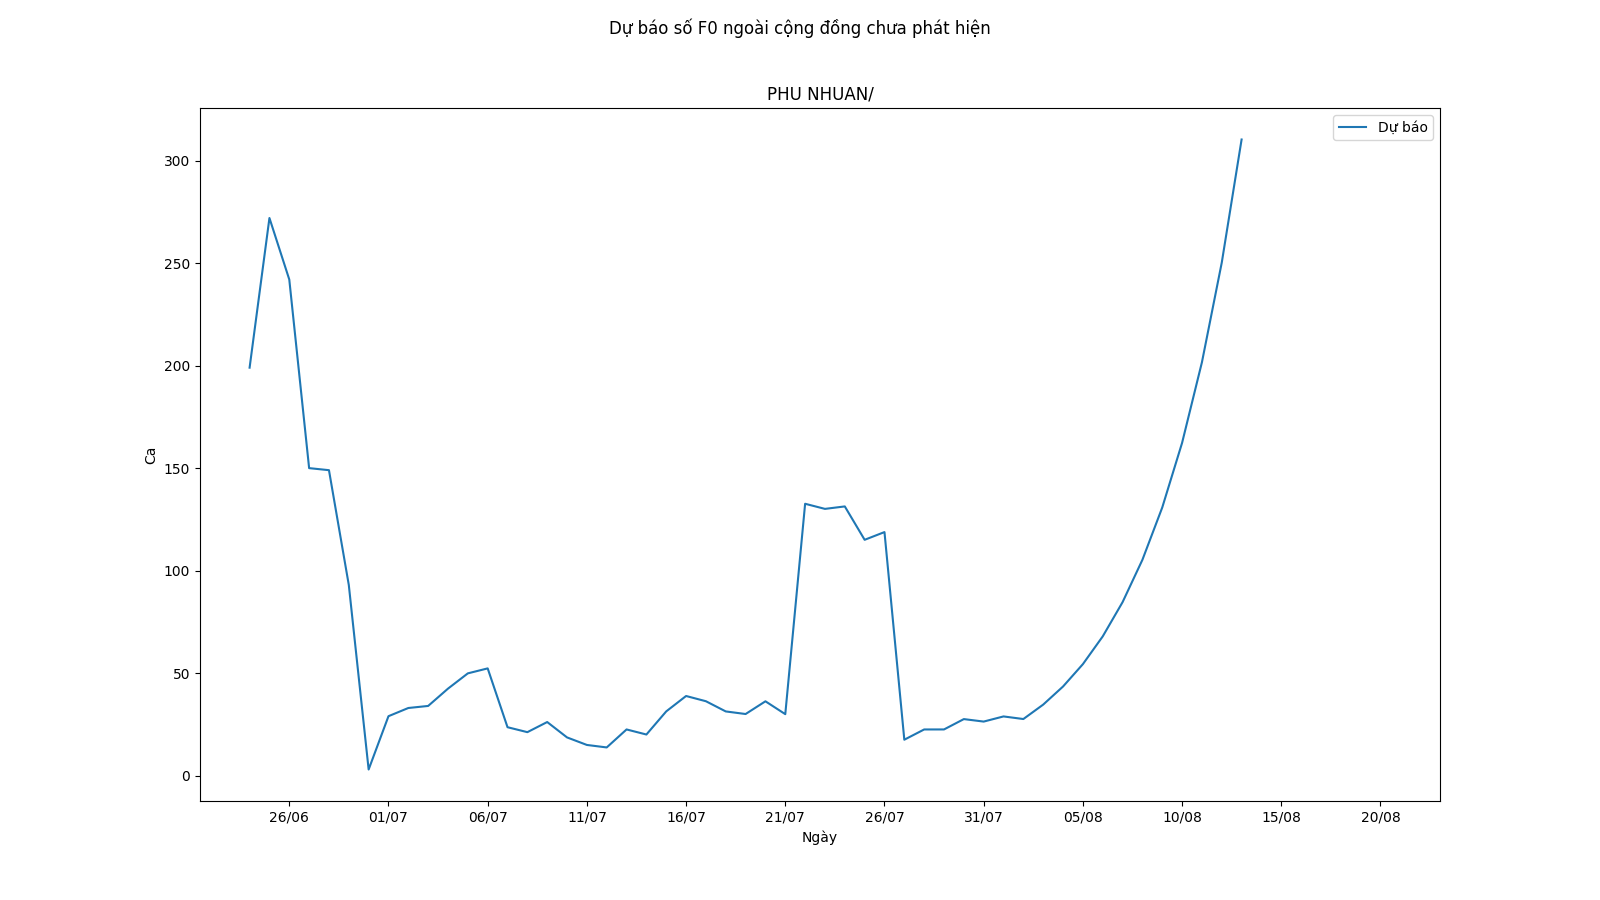 Dự báo số F0 ngoài cộng đồng chưa phát hiện
PHU NHUAN/
Dự báo
300
250
200
150
100
50
0
Ca
26/06 01/07 06/07 11/07 16/07 21/07 26/07 31/07 05/08 10/08 15/08 20/08
Ngày